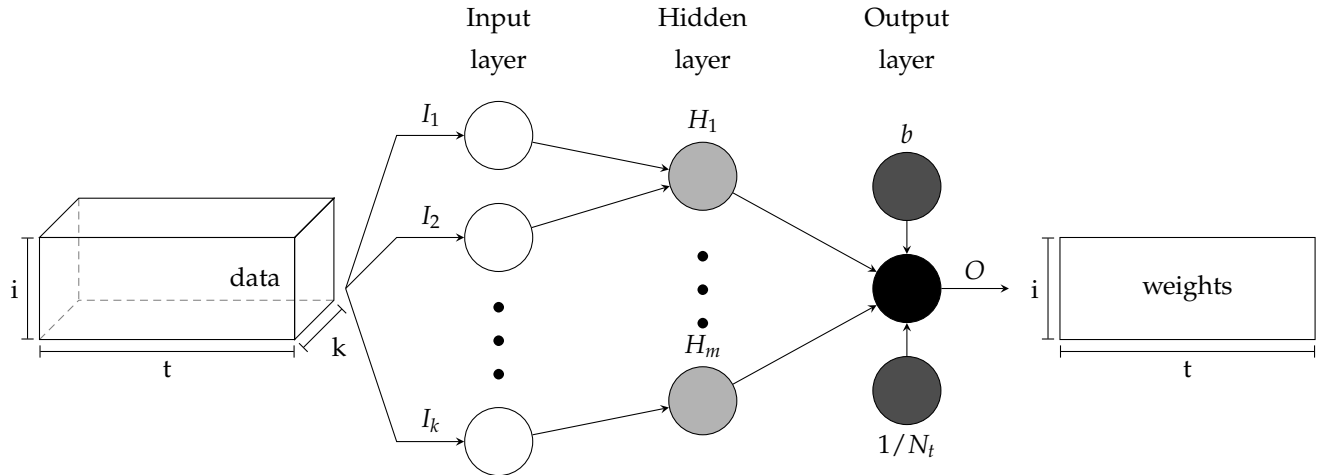 Input
layer
Hidden
layer
Output
layer
I₁
H₁
b
I₂
data
i
k
t
O
i
weights
t
Hₘ
Iₖ
1/Nₜ